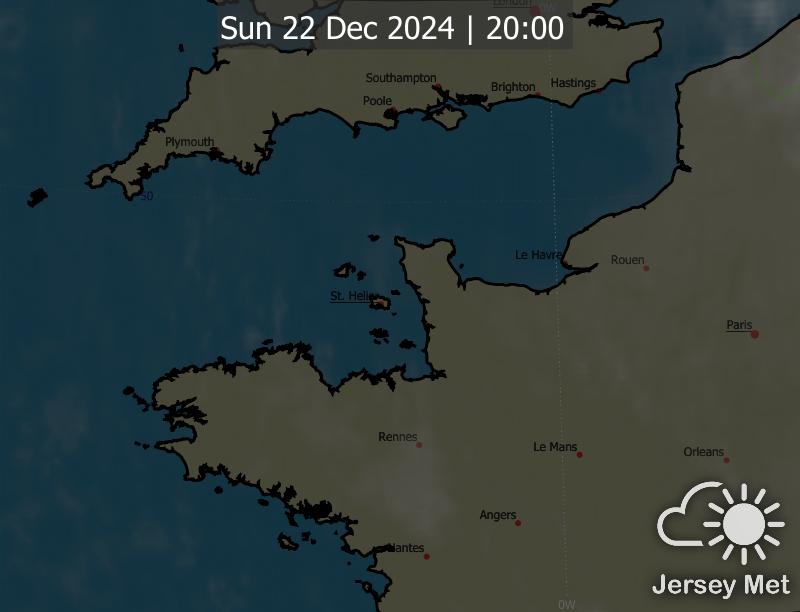 London
0W
Sun 22 Dec 2024 | 20:00
Southampton
Brighton
Hastings
Poole
Plymouth
50
Le Havre
Rouen
St. Helier
Paris
Rennes
Le Mans
Orleans
Angers
Nantes
Jersey Met
0W